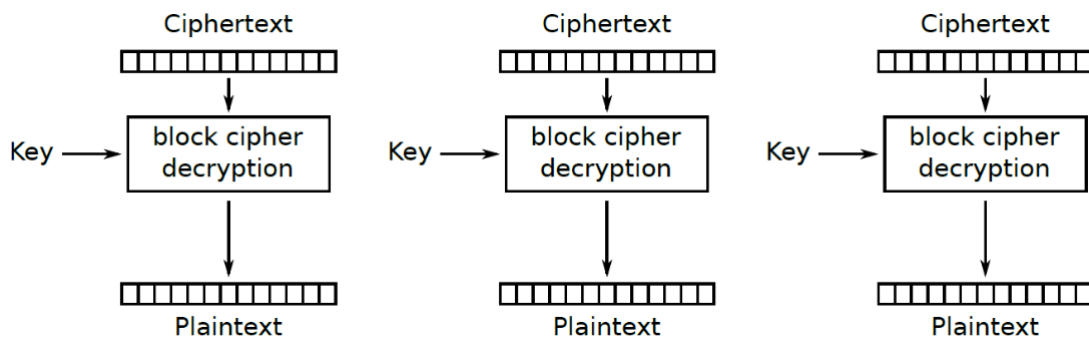 Ciphertext
Ciphertext
Ciphertext
Key
block cipher
decryption
Key
block cipher
decryption
Key
block cipher
decryption
Plaintext
Plaintext
Plaintext